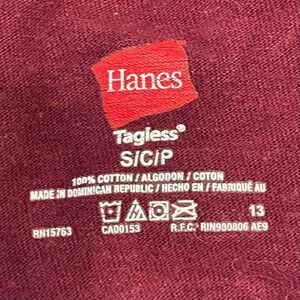 Hanes
Tagless®
S/C/P
100% COTTON / ALGODON / COTON
MADE IN DOMINICAN REPUBLIC / HECHO EN / FABRIQUÉ AU
13
RN15763 CA00153 R.F.C. RIN980806 AE9